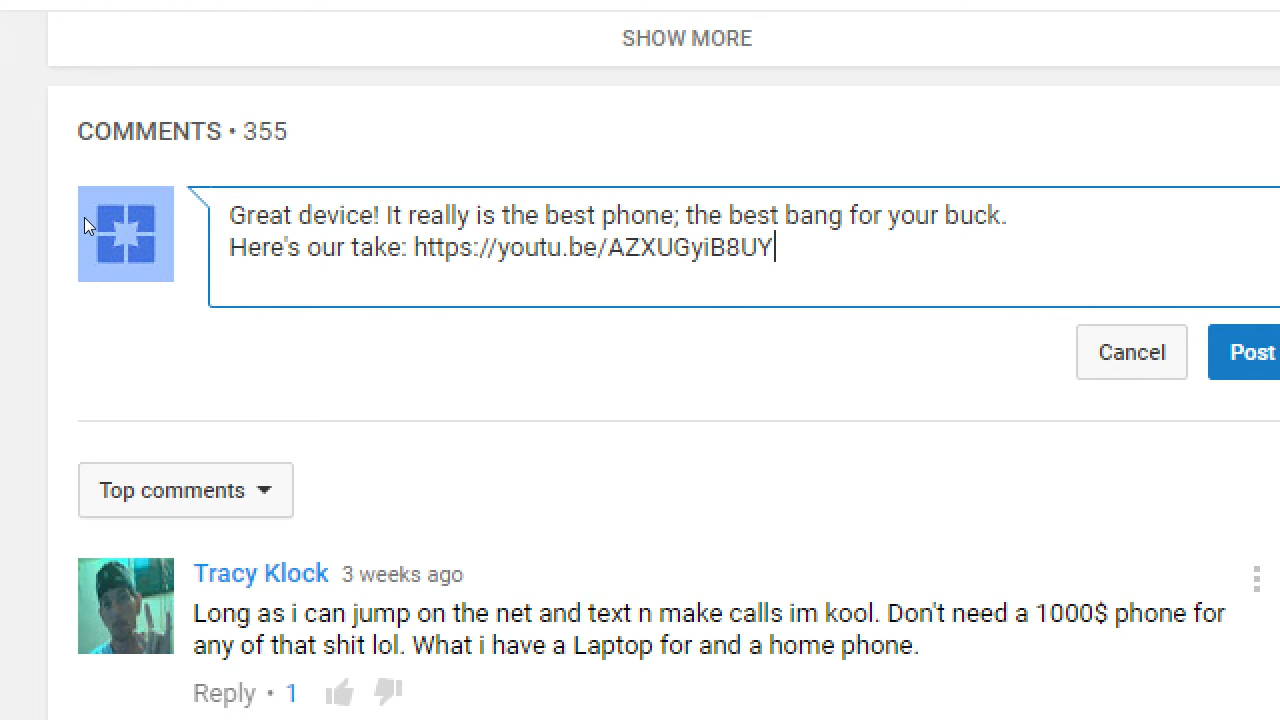 SHOW MORE
COMMENTS • 355
Great device! It really is the best phone; the best bang for your buck.
Here's our take: https://youtu.be/AZXUGyiB8UY
Cancel
Post
Top comments
Tracy Klock 3 weeks ago
Long as i can jump on the net and text n make calls im kool. Don't need a 1000$ phone for
any of that shit lol. What i have a Laptop for and a home phone.
Reply • 1